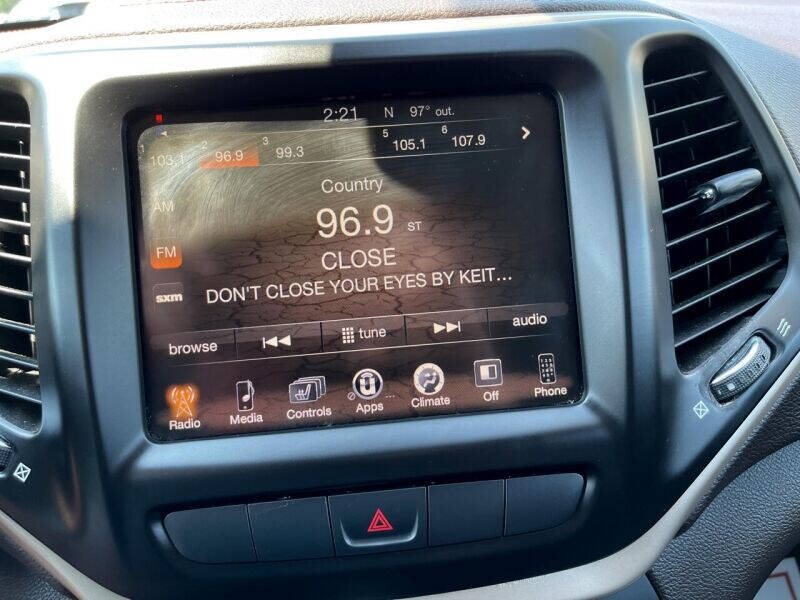 2:21 N 97° out.
1 103.1 2 96.9 3 99.3 5 105.1 6 107.9 >
Country
AM
96.9 ST
FM
CLOSE
sxm
DON'T CLOSE YOUR EYES BY KEIT...
browse tune audio
Radio Media Controls Apps ... Climate Off Phone